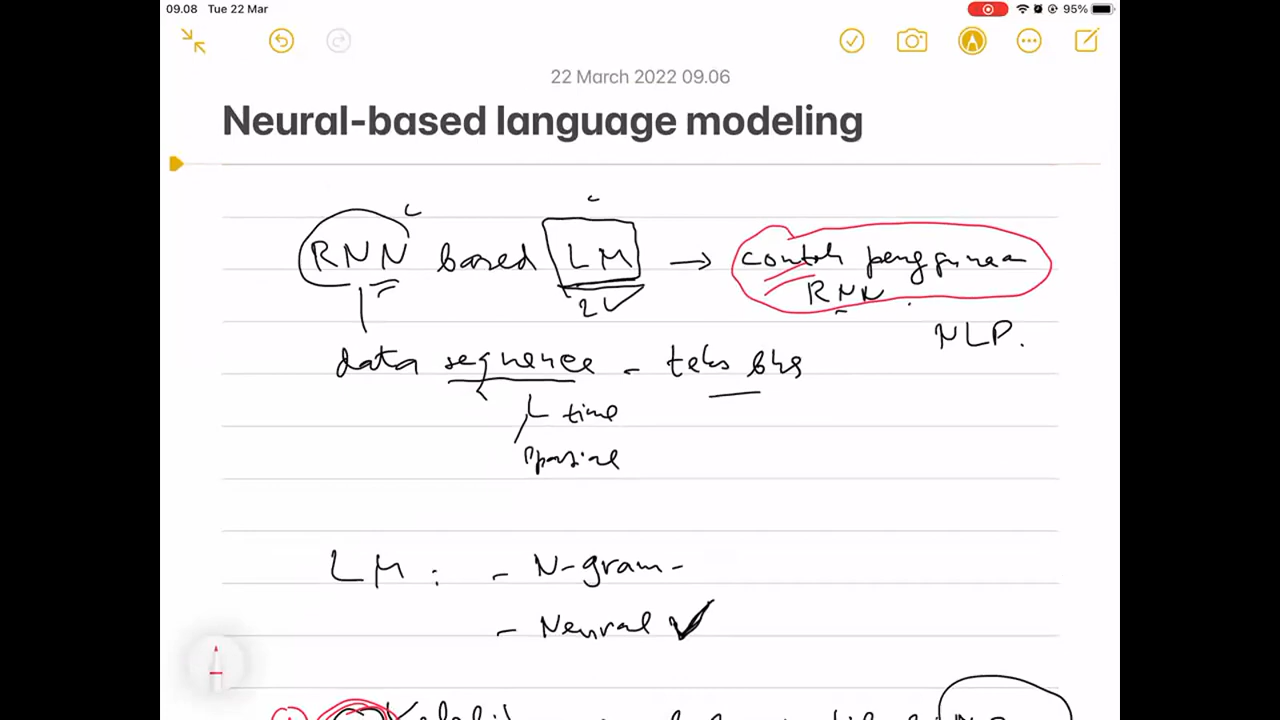 09.08 Tue 22 Mar
95%
22 March 2022 09.06
Neural-based language modeling
RNN based LM → contoh penggunaan
RNN
NLP.
data sequence - teks bhs
time
LM : - N-gram -
- Neural ✓